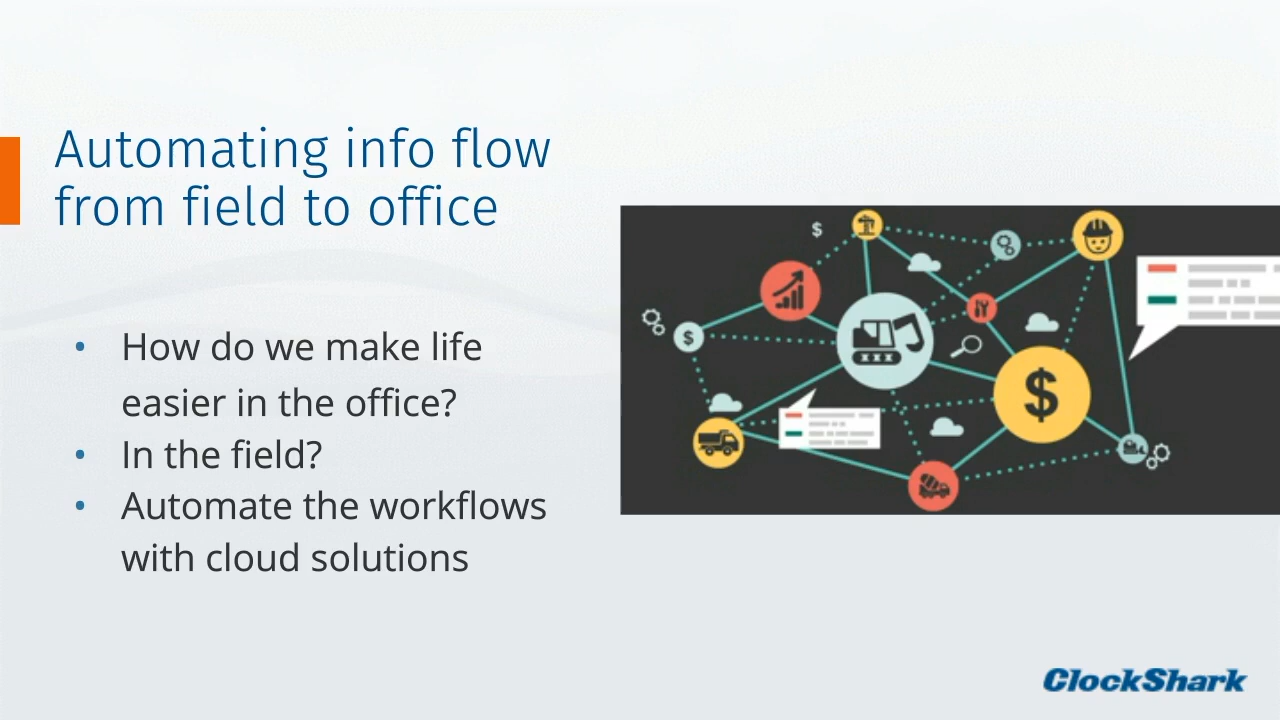 Automating info flow
from field to office
• How do we make life
easier in the office?
• In the field?
• Automate the workflows
with cloud solutions
$
$
$
ClockShark